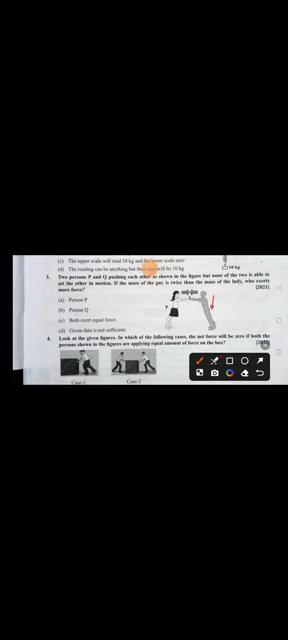 (c) The upper scale will read 10 kg and the lower scale zero
(d) The reading can be anything but their sum will be 10 kg.
10 kg
3. Two persons P and Q pushing each other as shown in the figure but none of the two is able to
set the other in motion. If the mass of the guy is twice than the mass of the lady, who exerts
more force? [2021]
(a) Person P
(b) Person Q
(c) Both exert equal force.
(d) Given data is not sufficient.
P
4. Look at the given figures. In which of the following cases, the net force will be zero if both
the persons shown in the figures are applying equal amount of force on the box?
Case-1
Case-2